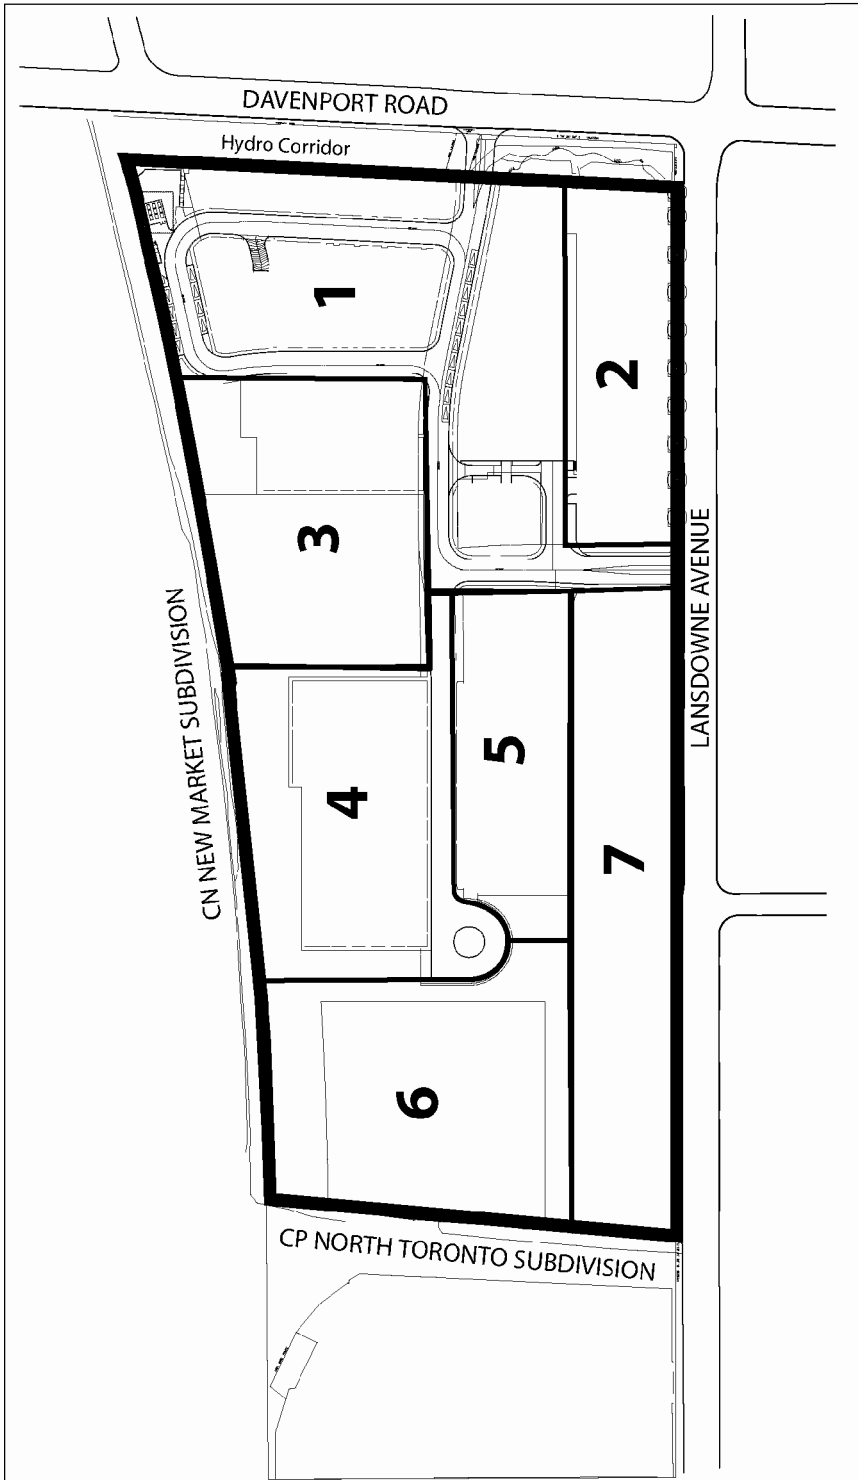 DAVENPORT ROAD
Hydro Corridor
1
2
3
CN NEW MARKET SUBDIVISION
LANSDOWNE AVENUE
5
4
7
6
CP NORTH TORONTO SUBDIVISION